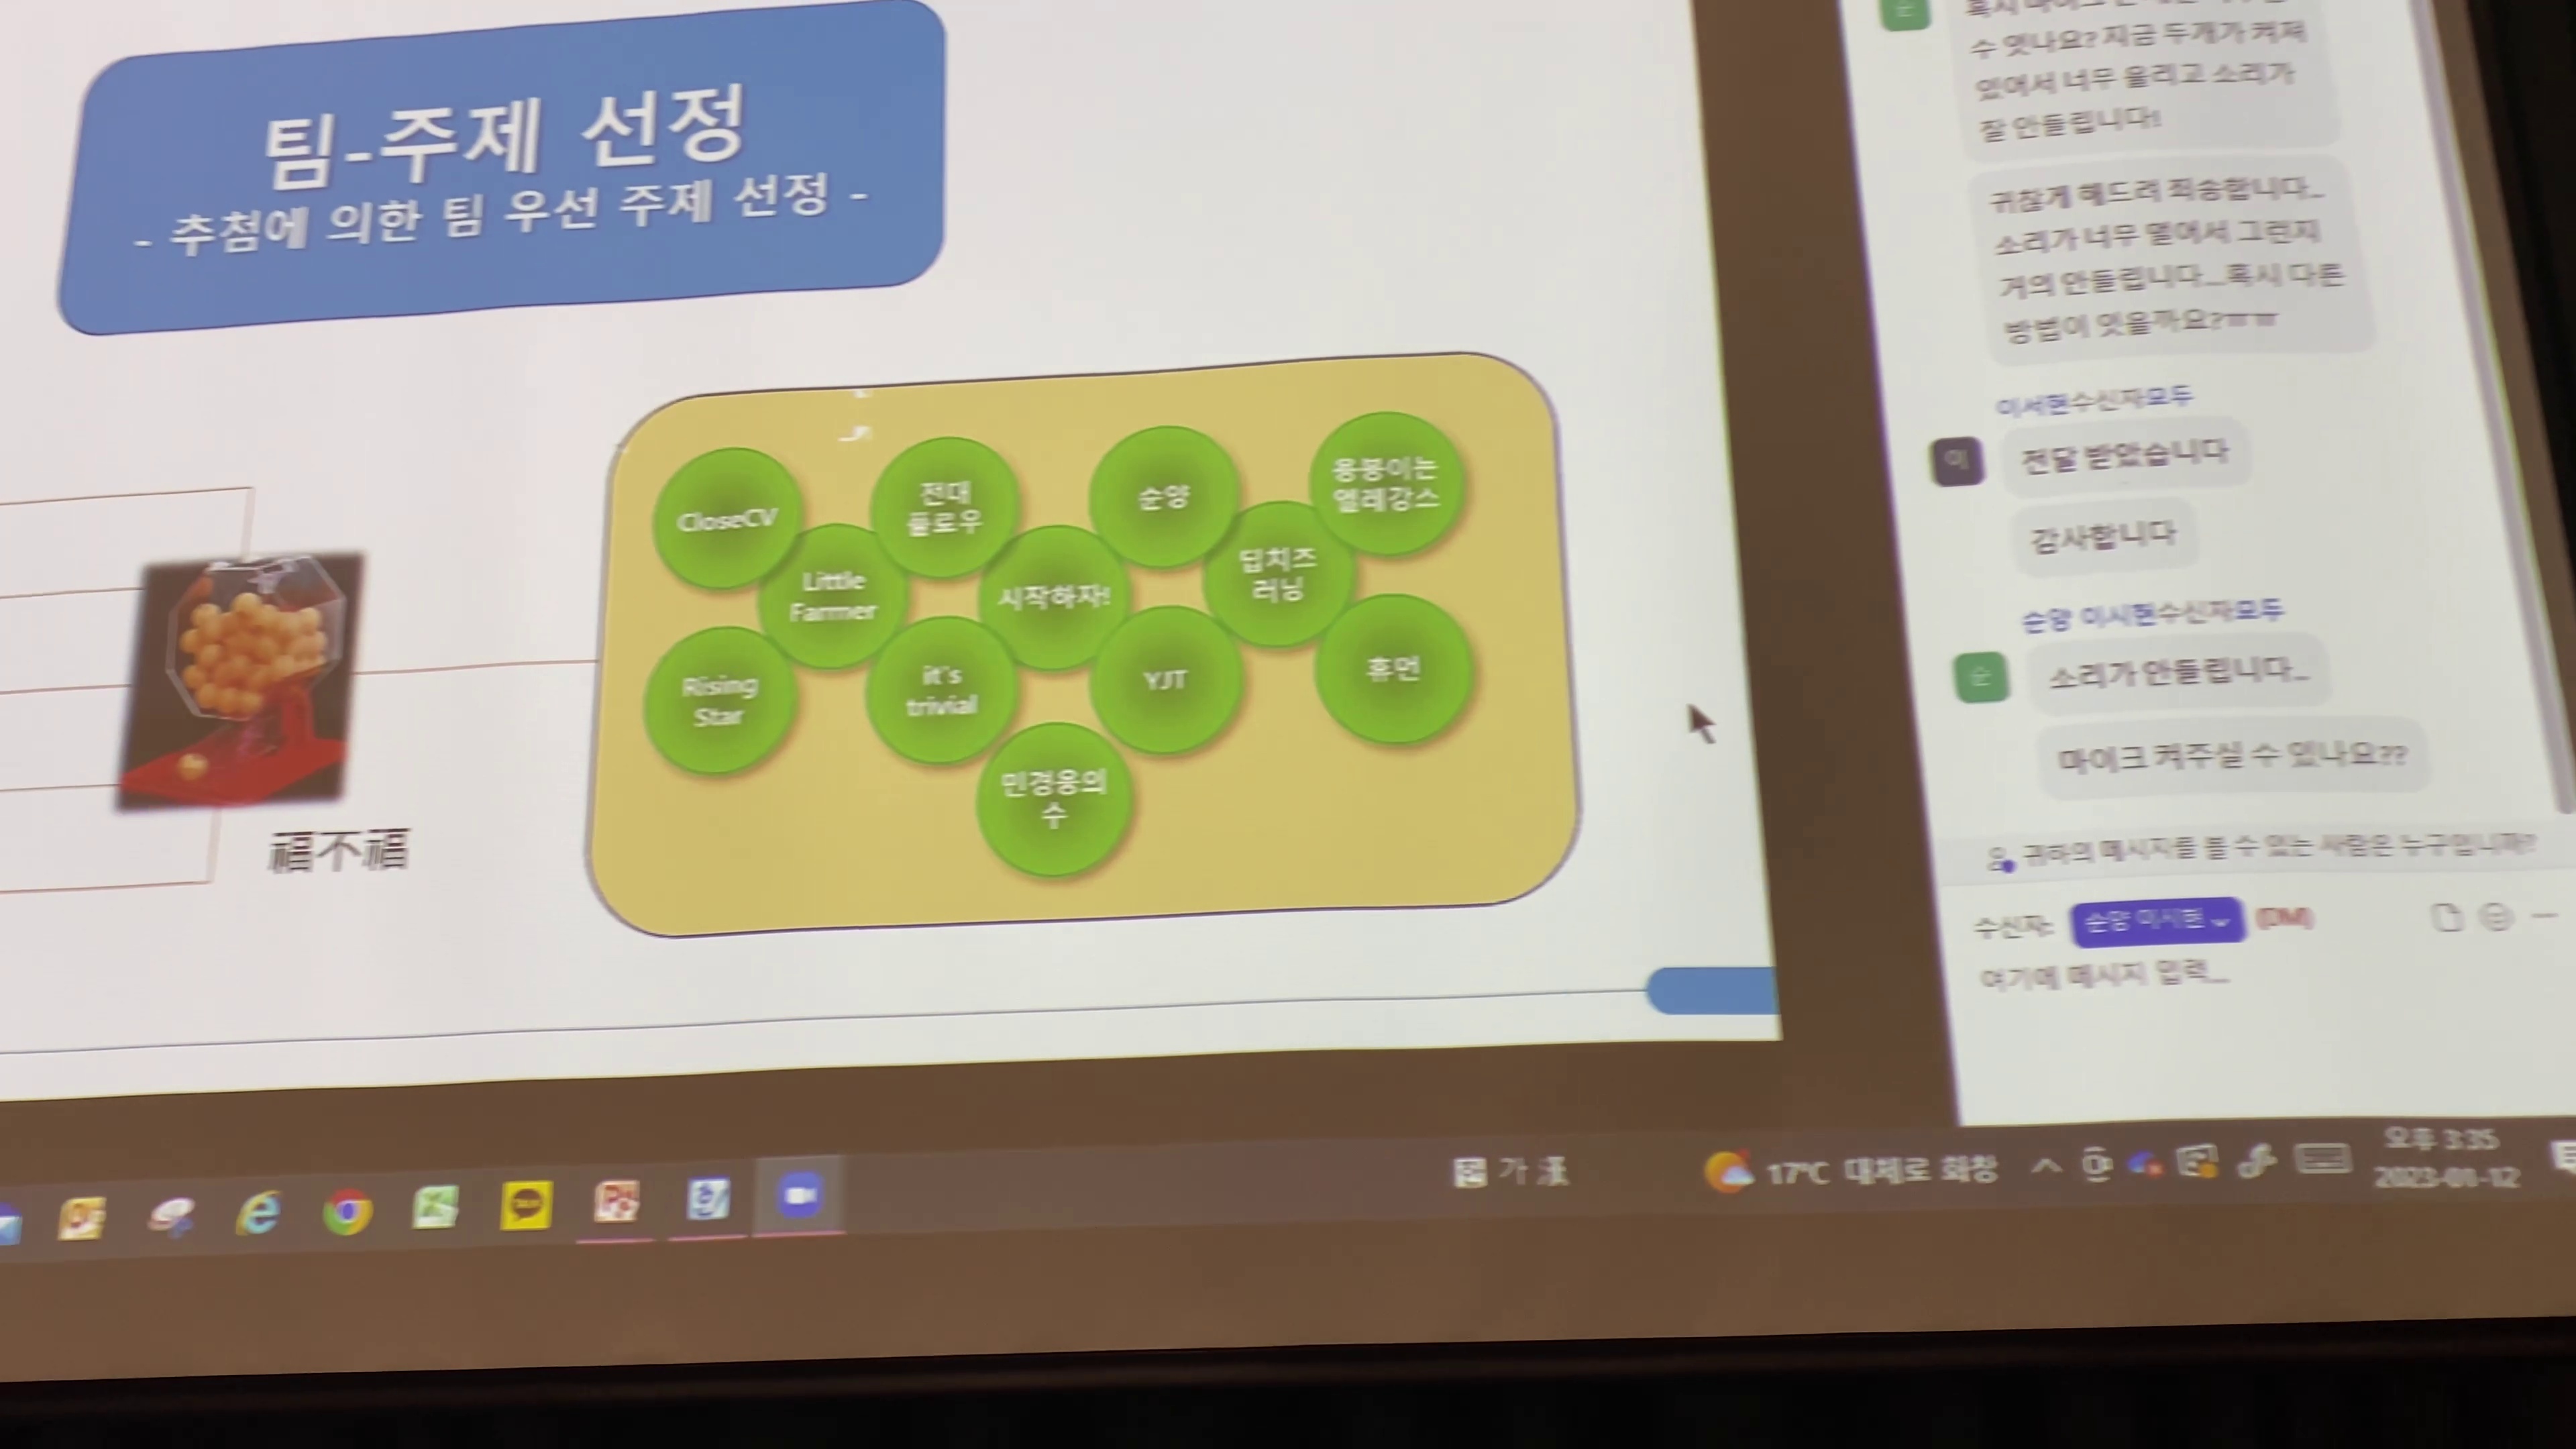 팀-주제 선정
- 추첨에 의한 팀 우선 주제 선정 -
CloseCV
전대
플로우
순양
용봉이는
엘레강스
Little
Farmer
시작하자!
딥치즈
러닝
Rising
Star
it's
trivial
YJT
휴먼
민경용의
수
福不福
수 엿나요? 지금 두개가 켜져
있어서 너무 울리고 소리가
잘 안들립니다!
귀찮게 해드려 죄송합니다..
소리가 너무 멀어서 그런지
거의 안들립니다...혹시 다른
방법이 잇을까요?ㅠㅠ
이서현수신자모두
이
전달 받았습니다
감사합니다
순양 이시현수신자모두
순
소리가 안들립니다..
마이크 켜주실 수 있나요??
귀하의 메시지를 볼 수 있는 사람은 누구입니까?
수신자: 순양 이시현 (DM)
여기에 메시지 입력...
가 漢
17°C 대체로 화창
오후 3:35
2023-01-12